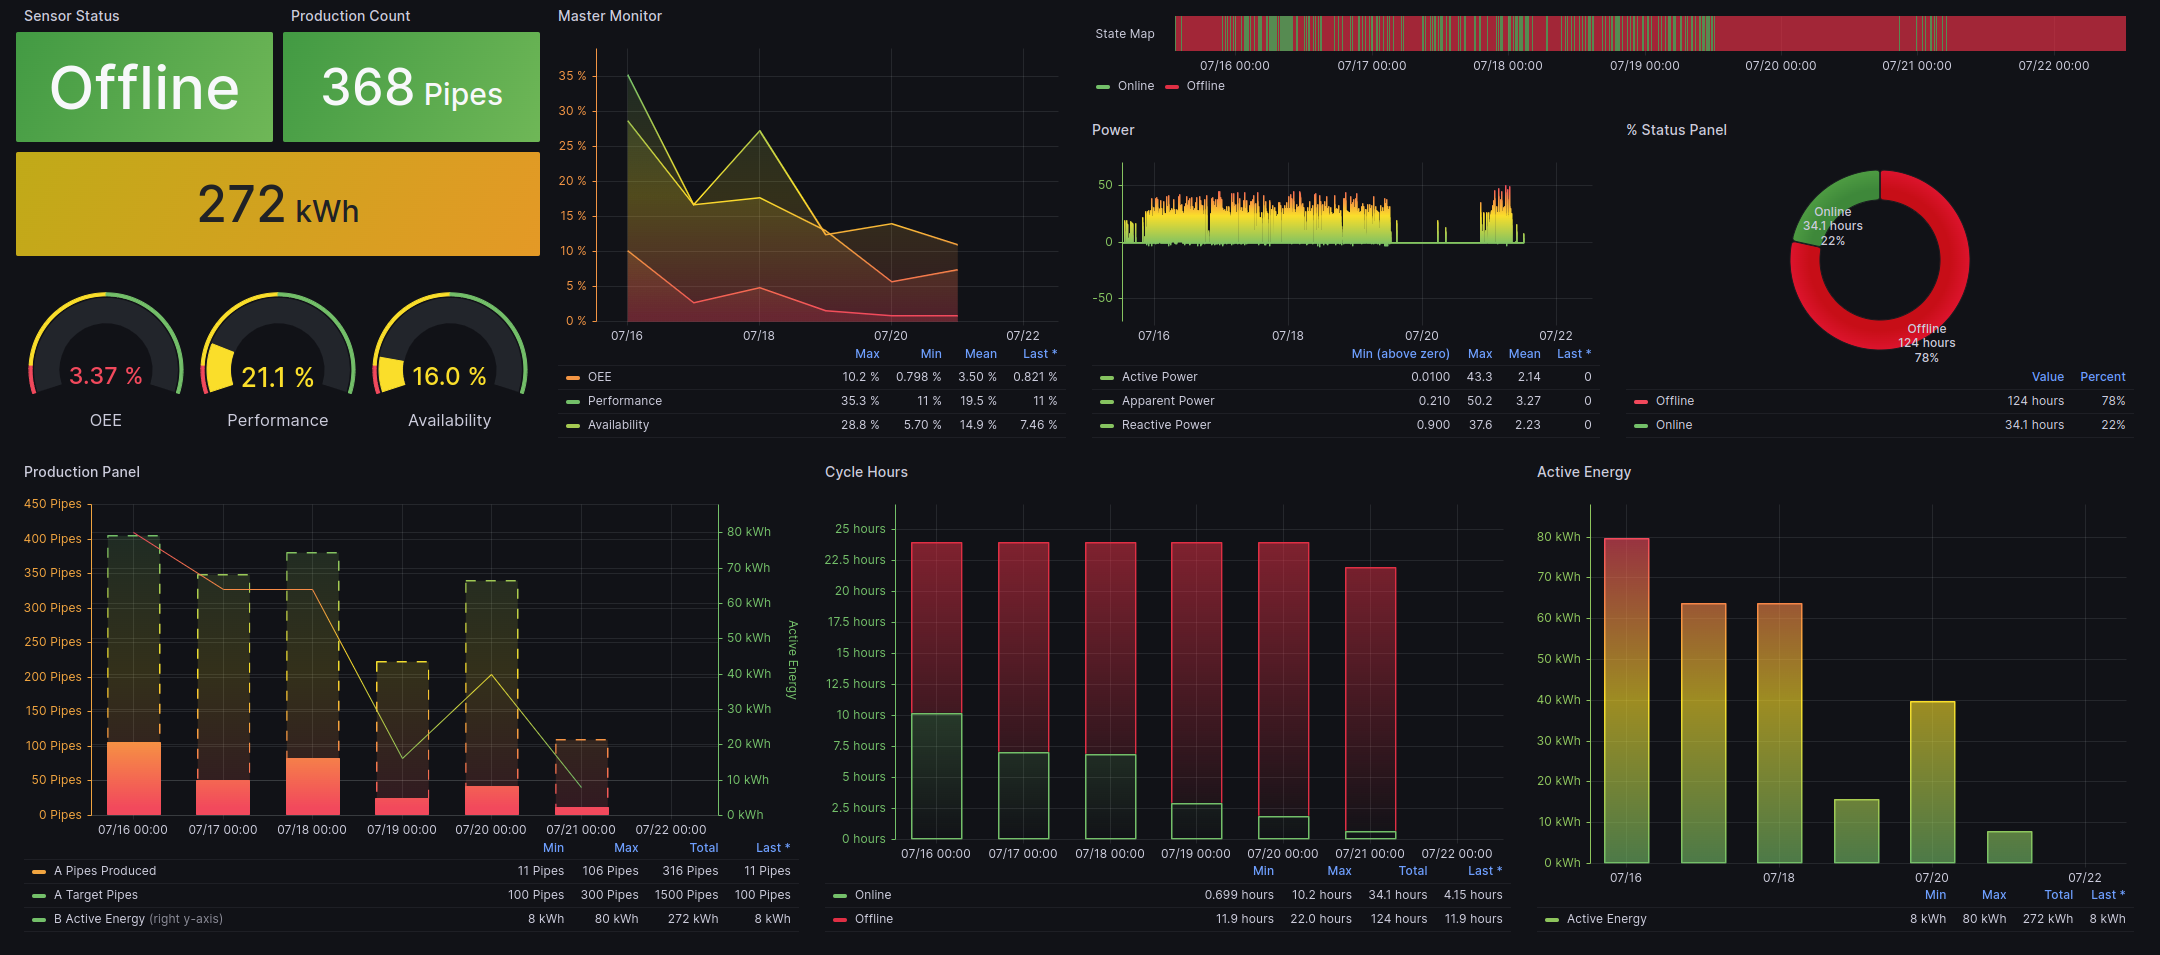 Sensor Status
Production Count
Offline
368 Pipes
272 kWh
3.37 %
OEE
21.1 %
Performance
16.0 %
Availability
Master Monitor
35 %
30 %
25 %
20 %
15 %
10 %
5 %
0 %
07/16 07/18 07/20 07/22
Max Min Mean Last *
OEE 10.2 % 0.798 % 3.50 % 0.821 %
Performance 35.3 % 11 % 19.5 % 11 %
Availability 28.8 % 5.70 % 14.9 % 7.46 %
State Map
07/16 00:00 07/17 00:00 07/18 00:00 07/19 00:00 07/20 00:00 07/21 00:00 07/22 00:00
Online Offline
Power
50
0
-50
07/16 07/18 07/20 07/22
Min (above zero) Max Mean Last *
Active Power 0.0100 43.3 2.14 0
Apparent Power 0.210 50.2 3.27 0
Reactive Power 0.900 37.6 2.23 0
% Status Panel
Online
34.1 hours
22%
Offline
124 hours
78%
Value Percent
Offline 124 hours 78%
Online 34.1 hours 22%
Production Panel
450 Pipes
400 Pipes
350 Pipes
300 Pipes
250 Pipes
200 Pipes
150 Pipes
100 Pipes
50 Pipes
0 Pipes
80 kWh
70 kWh
60 kWh
50 kWh
40 kWh
30 kWh
20 kWh
10 kWh
0 kWh
Active Energy
07/16 00:00 07/17 00:00 07/18 00:00 07/19 00:00 07/20 00:00 07/21 00:00 07/22 00:00
Min Max Total Last *
A Pipes Produced 11 Pipes 106 Pipes 316 Pipes 11 Pipes
A Target Pipes 100 Pipes 300 Pipes 1500 Pipes 100 Pipes
B Active Energy (right y-axis) 8 kWh 80 kWh 272 kWh 8 kWh
Cycle Hours
25 hours
22.5 hours
20 hours
17.5 hours
15 hours
12.5 hours
10 hours
7.5 hours
5 hours
2.5 hours
0 hours
07/16 00:00 07/17 00:00 07/18 00:00 07/19 00:00 07/20 00:00 07/21 00:00 07/22 00:00
Min Max Total Last *
Online 0.699 hours 10.2 hours 34.1 hours 4.15 hours
Offline 11.9 hours 22.0 hours 124 hours 11.9 hours
Active Energy
80 kWh
70 kWh
60 kWh
50 kWh
40 kWh
30 kWh
20 kWh
10 kWh
0 kWh
07/16 07/18 07/20 07/22
Min Max Total Last *
Active Energy 8 kWh 80 kWh 272 kWh 8 kWh